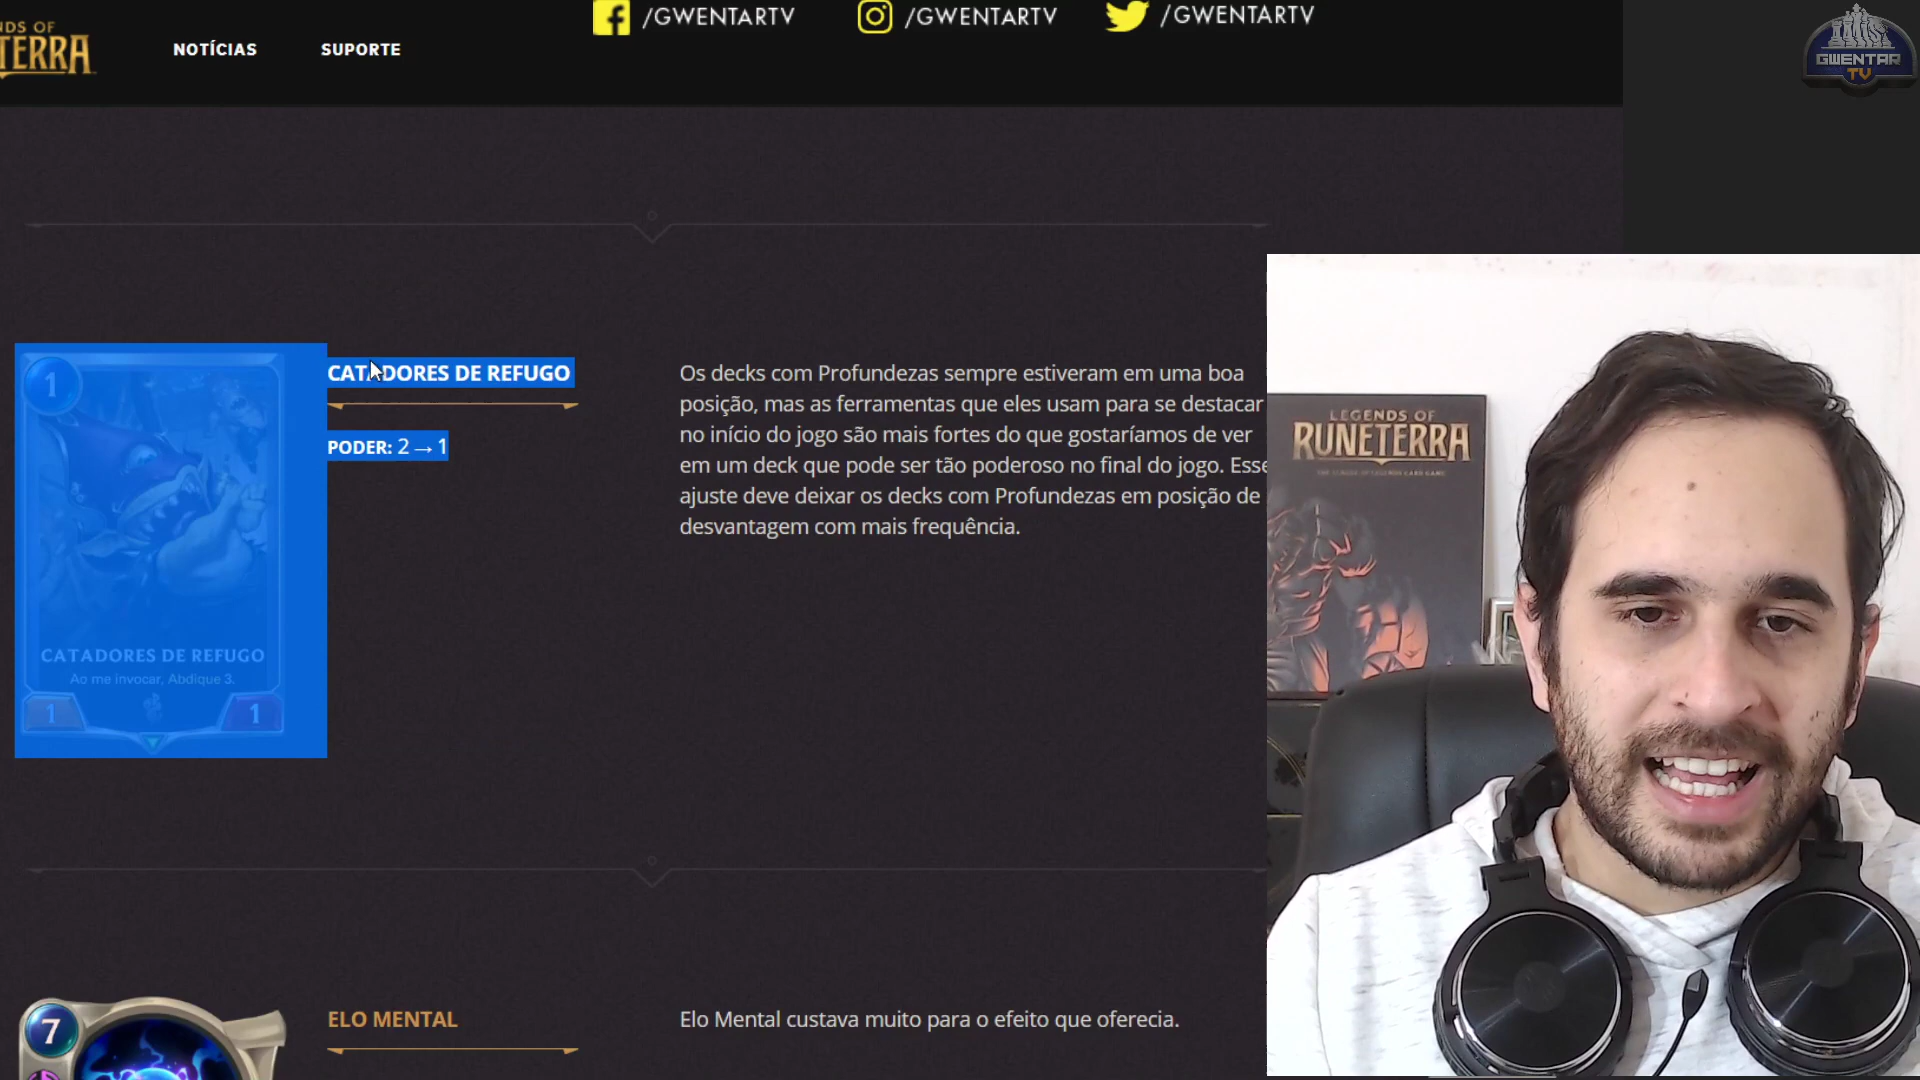 NDS OF
TERRA
NOTÍCIAS
SUPORTE
/GWENTARTV
/GWENTARTV
/GWENTARTV
GWENTAR
TV
1
CATADORES DE REFUGO
Ao me invocar, Abdique 3.
1
1
CATADORES DE REFUGO
PODER: 2 → 1
Os decks com Profundezas sempre estiveram em uma boa
posição, mas as ferramentas que eles usam para se destacar
no início do jogo são mais fortes do que gostaríamos de ver
em um deck que pode ser tão poderoso no final do jogo. Esse
ajuste deve deixar os decks com Profundezas em posição de
desvantagem com mais frequência.
LEGENDS OF
RUNETERRA
7
ELO MENTAL
Elo Mental custava muito para o efeito que oferecia.